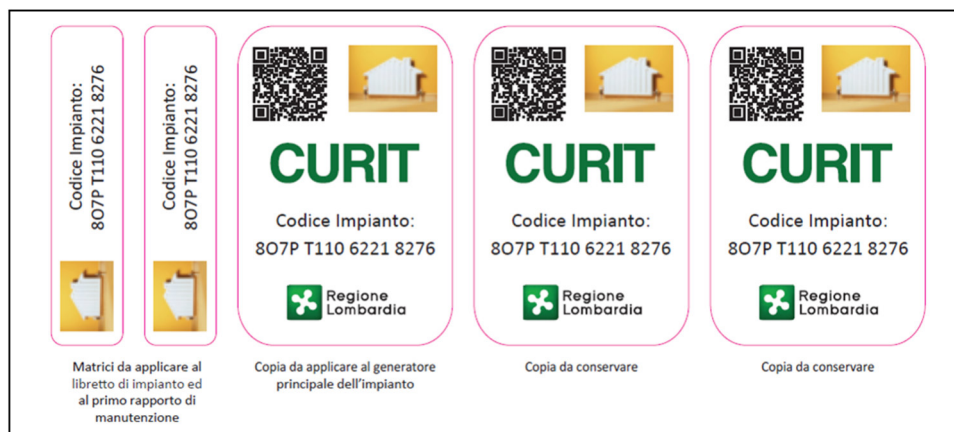 Codice Impianto:
8O7P T110 6221 8276
Codice Impianto:
8O7P T110 6221 8276
Matrici da applicare al
libretto di impianto ed
al primo rapporto di
manutenzione
CURIT
Codice Impianto:
8O7P T110 6221 8276
Regione
Lombardia
Copia da applicare al generatore
principale dell'impianto
CURIT
Codice Impianto:
8O7P T110 6221 8276
Regione
Lombardia
Copia da conservare
CURIT
Codice Impianto:
8O7P T110 6221 8276
Regione
Lombardia
Copia da conservare